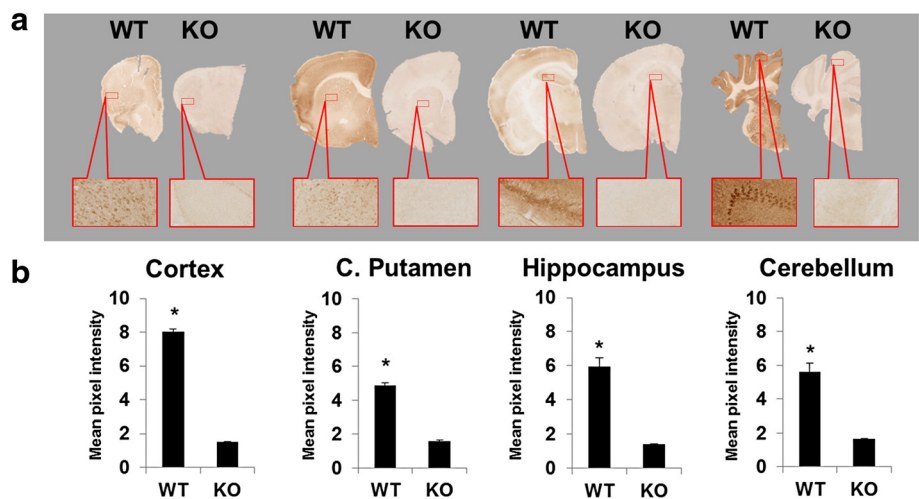 a
WT KO WT KO WT KO WT KO
b
Cortex C. Putamen Hippocampus Cerebellum
Mean pixel intensity
10
8
6
4
2
0
*
WT KO
Mean pixel intensity
10
8
6
4
2
0
*
WT KO
Mean pixel intensity
10
8
6
4
2
0
*
WT KO
Mean pixel intensity
10
8
6
4
2
0
*
WT KO